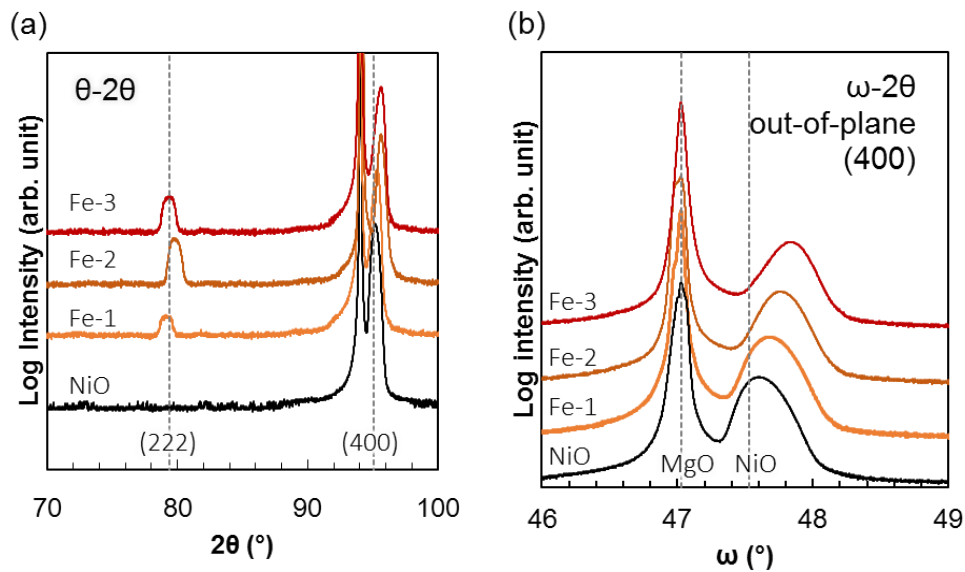 (a)
θ-2θ
Log Intensity (arb. unit)
Fe-3
Fe-2
Fe-1
NiO
(222)
(400)
70
80
90
100
2θ (°)
(b)
ω-2θ
out-of-plane
(400)
Log intensity (arb. unit)
Fe-3
Fe-2
Fe-1
NiO
MgO
NiO
46
47
48
49
ω (°)